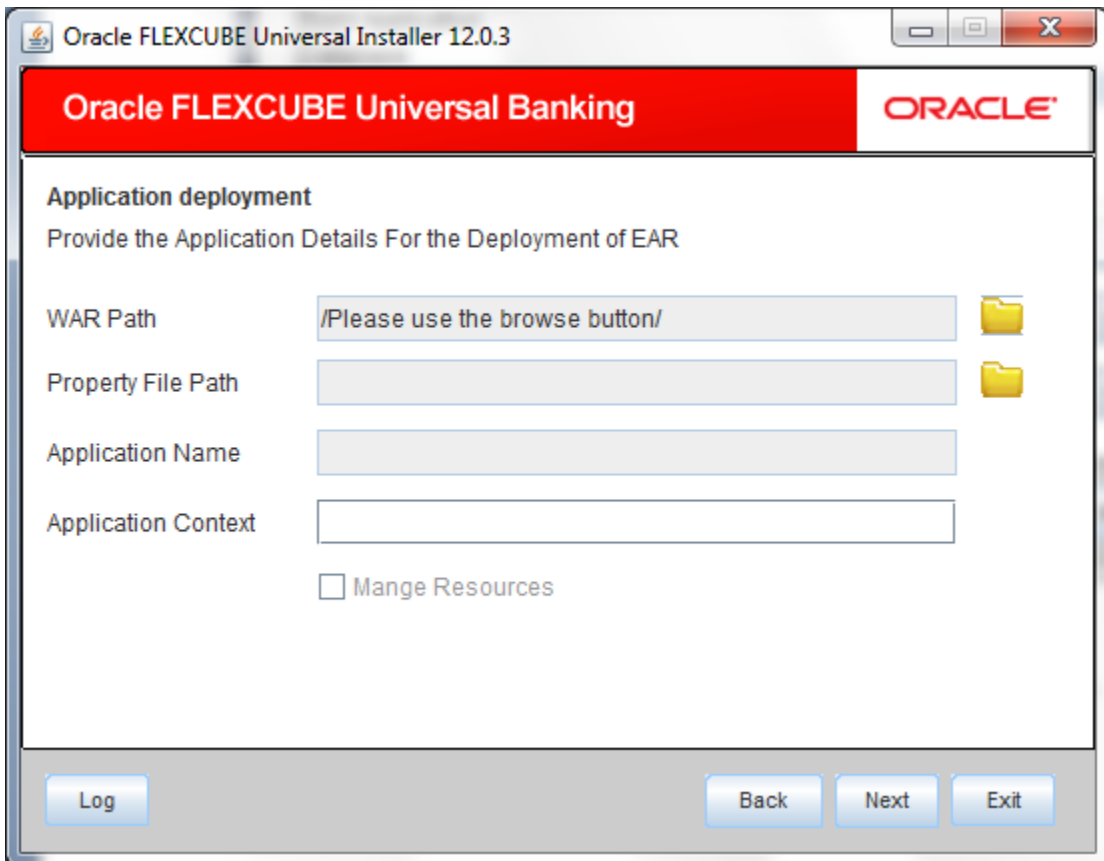 Oracle FLEXCUBE Universal Installer 12.0.3
Oracle FLEXCUBE Universal Banking
ORACLE
Application deployment
Provide the Application Details For the Deployment of EAR
WAR Path
/Please use the browse button/
Property File Path
Application Name
Application Context
Mange Resources
Log
Back
Next
Exit